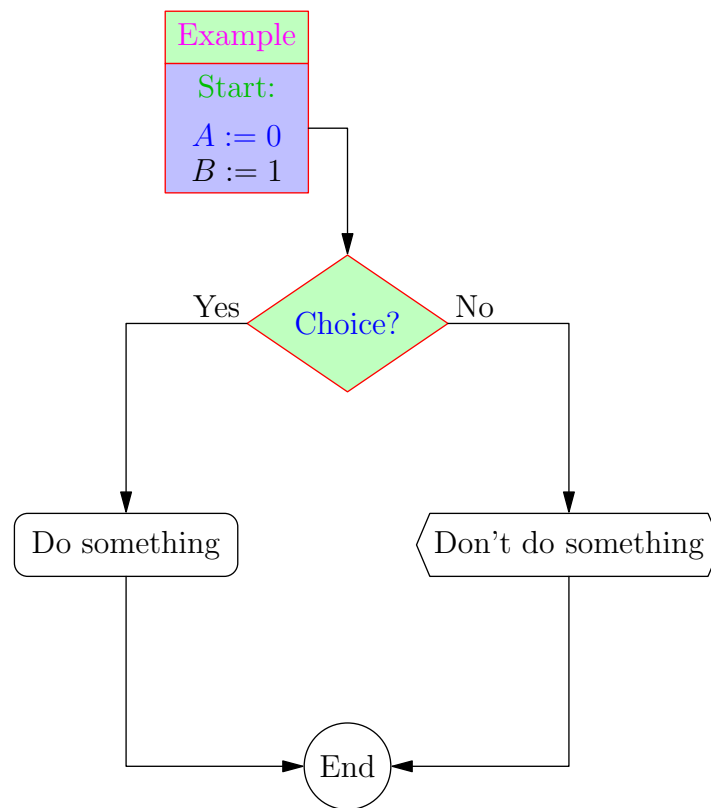 Example
Start:
A := 0
B := 1
Yes
Choice?
No
Do something
Don't do something
End